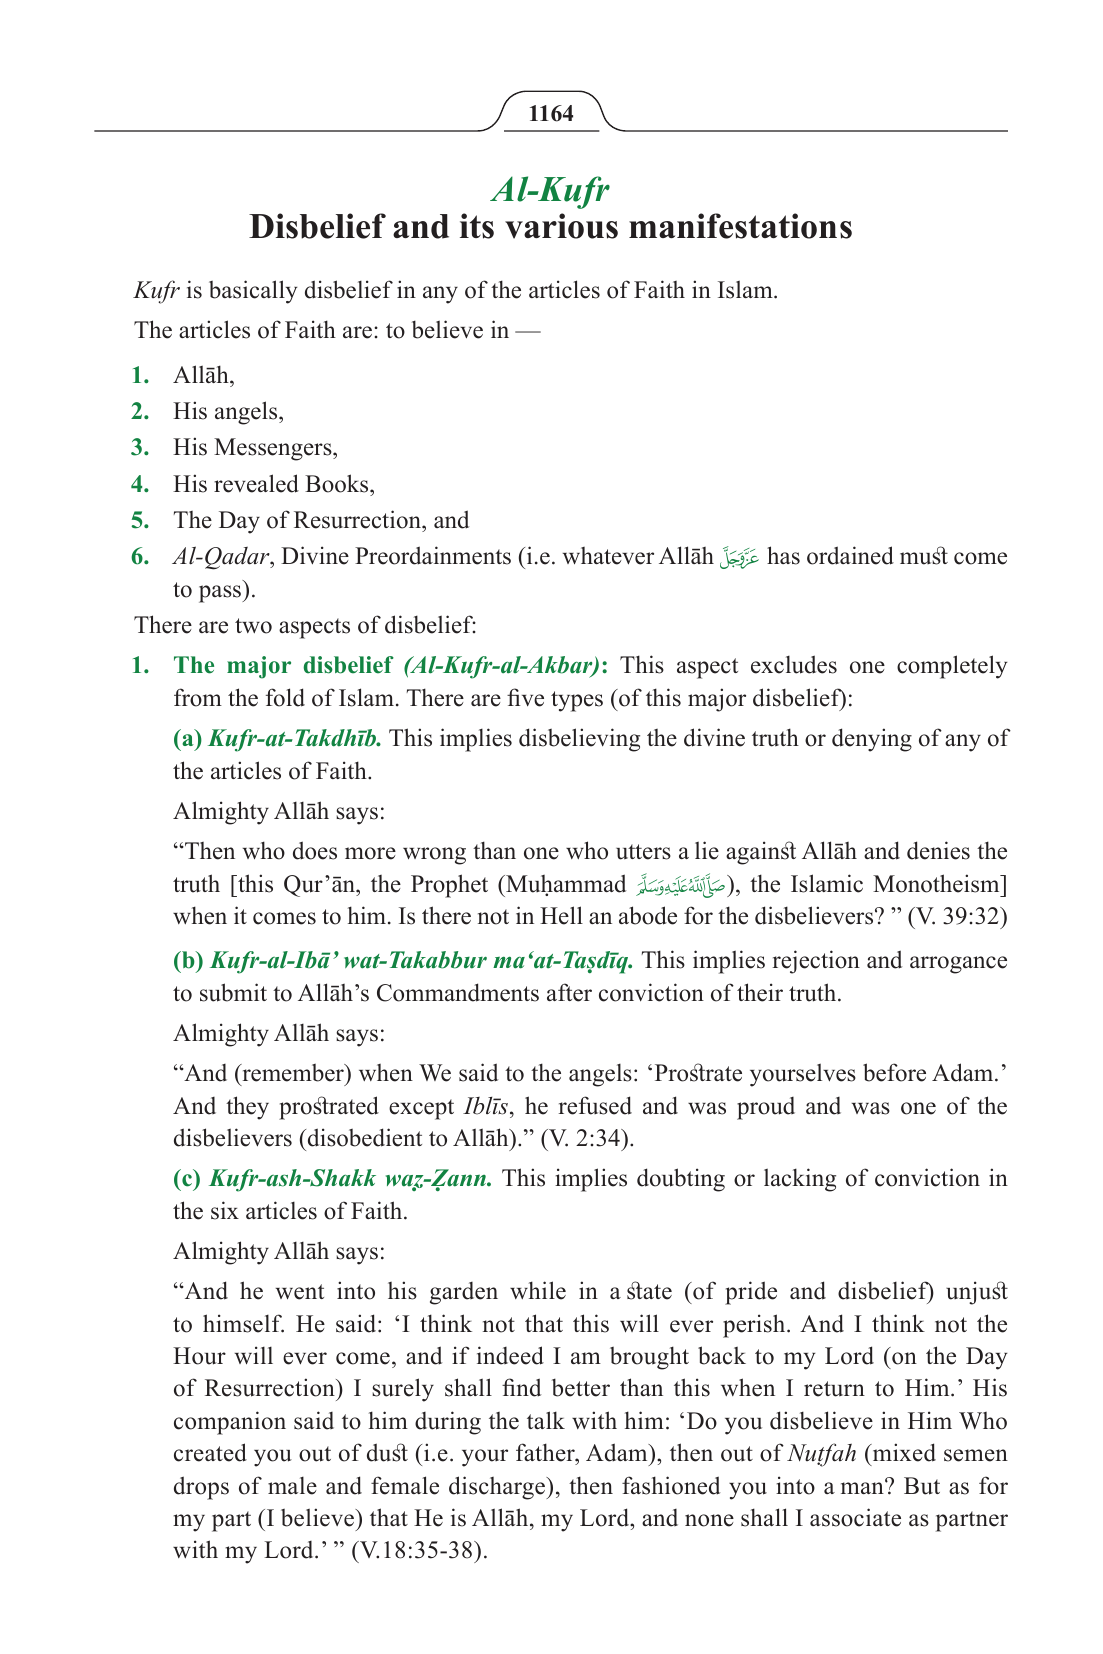 1164
Al-Kufr
Disbelief and its various manifestations
Kufr is basically disbelief in any of the articles of Faith in Islam.
The articles of Faith are: to believe in —
1. Allāh,
2. His angels,
3. His Messengers,
4. His revealed Books,
5. The Day of Resurrection, and
6. Al-Qadar, Divine Preordainments (i.e. whatever Allāh عَزَّوَجَلَّ has ordained must come
to pass).
There are two aspects of disbelief:
1. The major disbelief (Al-Kufr-al-Akbar): This aspect excludes one completely
from the fold of Islam. There are five types (of this major disbelief):
(a) Kufr-at-Takdhīb. This implies disbelieving the divine truth or denying of any of
the articles of Faith.
Almighty Allāh says:
“Then who does more wrong than one who utters a lie against Allāh and denies the
truth [this Qur’ān, the Prophet (Muḥammad صَلَّى اللَّهُ عَلَيْهِ وَسَلَّمَ), the Islamic Monotheism]
when it comes to him. Is there not in Hell an abode for the disbelievers? ” (V. 39:32)
(b) Kufr-al-Ibā’ wat-Takabbur ma‘at-Taṣdīq. This implies rejection and arrogance
to submit to Allāh’s Commandments after conviction of their truth.
Almighty Allāh says:
“And (remember) when We said to the angels: ‘Prostrate yourselves before Adam.’
And they prostrated except Iblīs, he refused and was proud and was one of the
disbelievers (disobedient to Allāh).” (V. 2:34).
(c) Kufr-ash-Shakk waẓ-Ẓann. This implies doubting or lacking of conviction in
the six articles of Faith.
Almighty Allāh says:
“And he went into his garden while in a state (of pride and disbelief) unjust
to himself. He said: ‘I think not that this will ever perish. And I think not the
Hour will ever come, and if indeed I am brought back to my Lord (on the Day
of Resurrection) I surely shall find better than this when I return to Him.’ His
companion said to him during the talk with him: ‘Do you disbelieve in Him Who
created you out of dust (i.e. your father, Adam), then out of Nuṭfah (mixed semen
drops of male and female discharge), then fashioned you into a man? But as for
my part (I believe) that He is Allāh, my Lord, and none shall I associate as partner
with my Lord.’ ” (V.18:35-38).